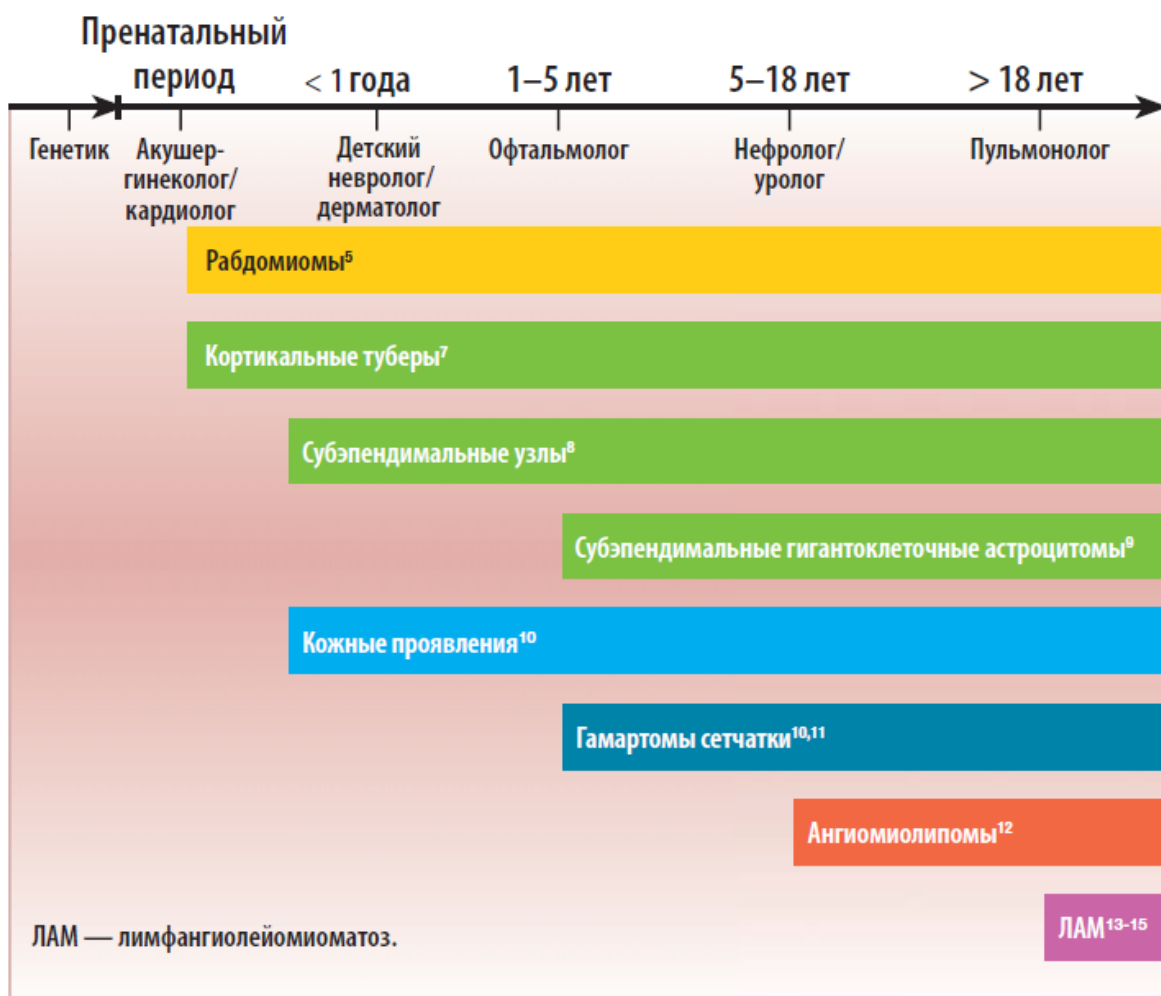 Пренатальный
период
< 1 года
1–5 лет
5–18 лет
> 18 лет
Генетик
Акушер-
гинеколог/
кардиолог
Детский
невролог/
дерматолог
Офтальмолог
Нефролог/
уролог
Пульмонолог
Рабдомиомы⁵
Кортикальные туберы⁷
Субэпендимальные узлы⁸
Субэпендимальные гигантоклеточные астроцитомы⁹
Кожные проявления¹⁰
Гамартомы сетчатки¹⁰,¹¹
Ангиомиолипомы¹²
ЛАМ¹³⁻¹⁵
ЛАМ — лимфангиолейомиоматоз.